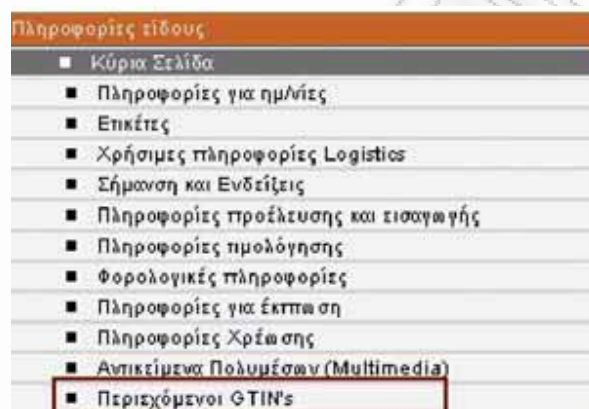 Πληροφορίες είδους
Κύρια Σελίδα
Πληροφορίες για ημ/νίες
Ετικέτες
Χρήσιμες πληροφορίες Logistics
Σήμανση και Ενδείξεις
Πληροφορίες προέλευσης και εισαγωγής
Πληροφορίες τιμολόγησης
Φορολογικές πληροφορίες
Πληροφορίες για έκπτωση
Πληροφορίες Χρέωσης
Αντικείμενα Πολυμέσων (Multimedia)
Περιεχόμενοι GTIN's